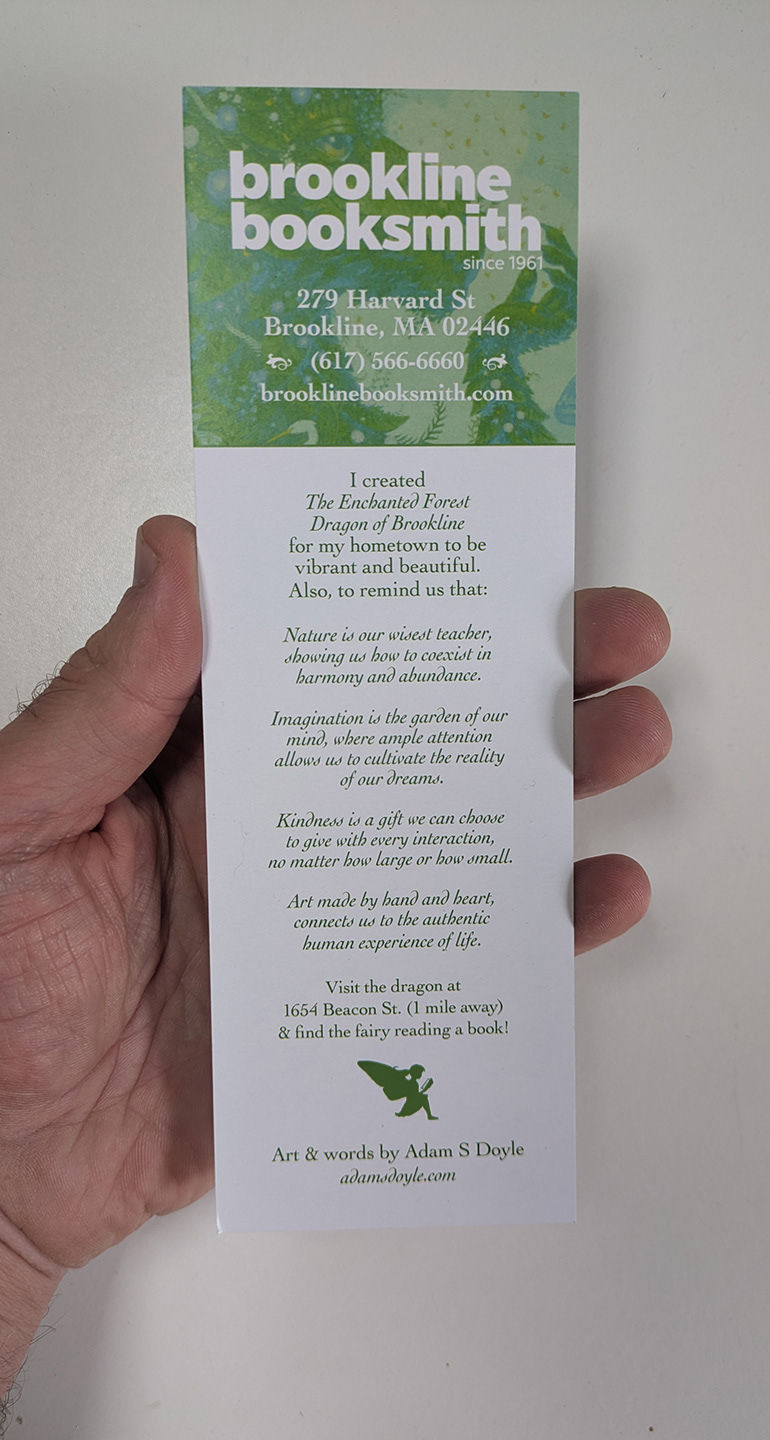 brookline
booksmith
since 1961
279 Harvard St
Brookline, MA 02446
(617) 566-6660
brooklinebooksmith.com
I created
The Enchanted Forest
Dragon of Brookline
for my hometown to be
vibrant and beautiful.
Also, to remind us that:
Nature is our wisest teacher,
showing us how to coexist in
harmony and abundance.
Imagination is the garden of our
mind, where ample attention
allows us to cultivate the reality
of our dreams.
Kindness is a gift we can choose
to give with every interaction,
no matter how large or how small.
Art made by hand and heart,
connects us to the authentic
human experience of life.
Visit the dragon at
1654 Beacon St. (1 mile away)
& find the fairy reading a book!
Art & words by Adam S Doyle
adamsdoyle.com